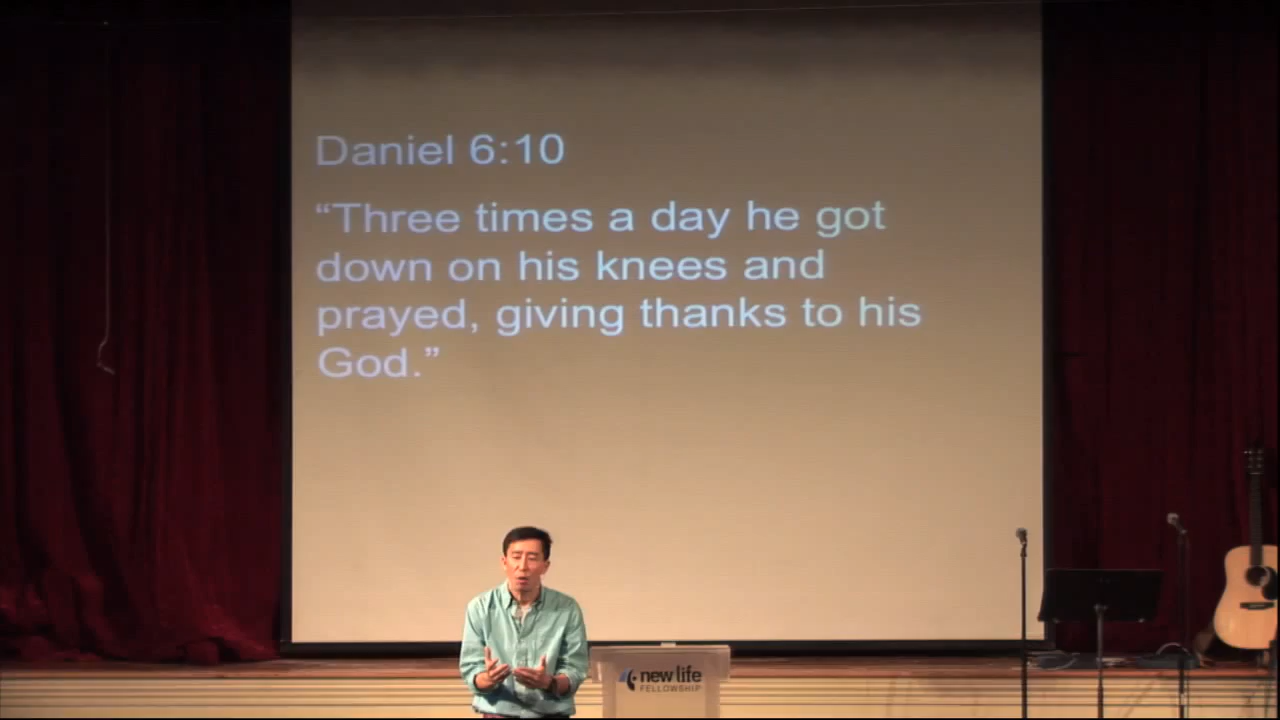 Daniel 6:10
“Three times a day he got
down on his knees and
prayed, giving thanks to his
God.”
new life
FELLOWSHIP